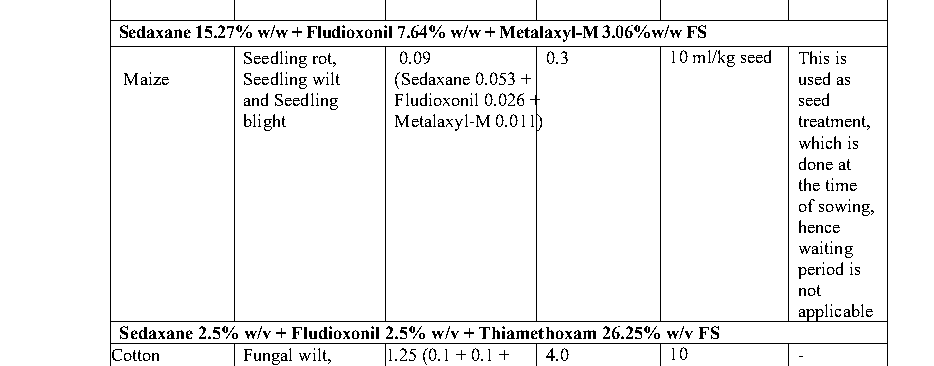 Sedaxane 15.27% w/w + Fludioxonil 7.64% w/w + Metalaxyl-M 3.06%w/w FS
Maize
Seedling rot,
Seedling wilt
and Seedling
blight
0.09
(Sedaxane 0.053 +
Fludioxonil 0.026 +
Metalaxyl-M 0.011)
0.3
10 ml/kg seed
This is
used as
seed
treatment,
which is
done at
the time
of sowing,
hence
waiting
period is
not
applicable
Sedaxane 2.5% w/v + Fludioxonil 2.5% w/v + Thiamethoxam 26.25% w/v FS
Cotton
Fungal wilt,
1.25 (0.1 + 0.1 +
4.0
10
-